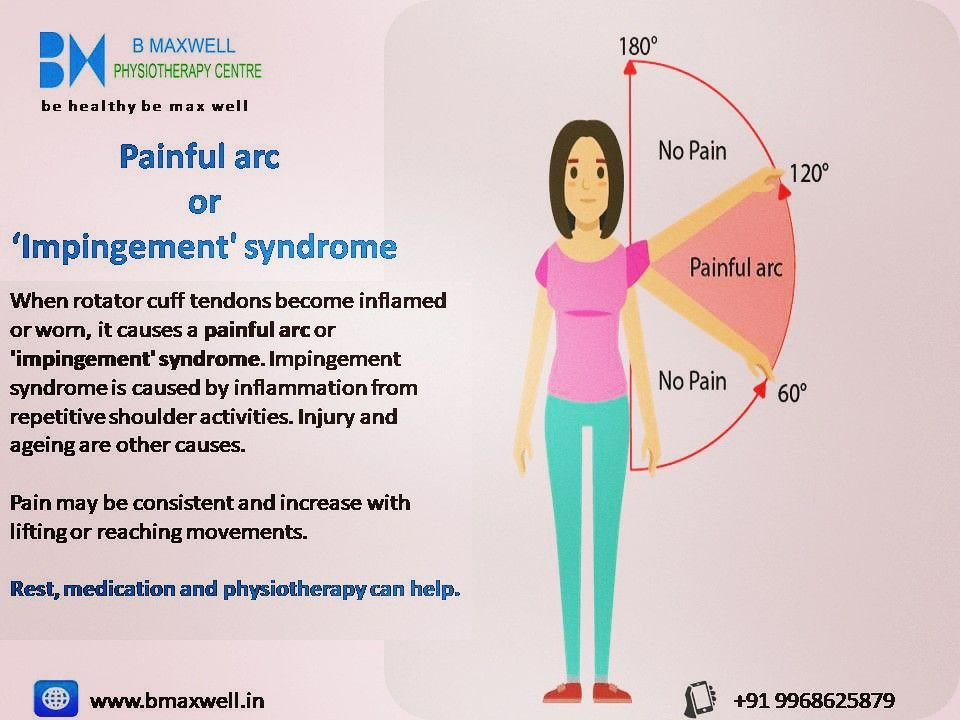 BM
B MAXWELL
PHYSIOTHERAPY CENTRE
be healthy be max well
Painful arc
or
‘Impingement' syndrome
When rotator cuff tendons become inflamed
or worn, it causes a painful arc or
'impingement' syndrome. Impingement
syndrome is caused by inflammation from
repetitive shoulder activities. Injury and
ageing are other causes.
Pain may be consistent and increase with
lifting or reaching movements.
Rest, medication and physiotherapy can help.
180°
No Pain
120°
Painful arc
No Pain
60°
www.bmaxwell.in
+91 9968625879